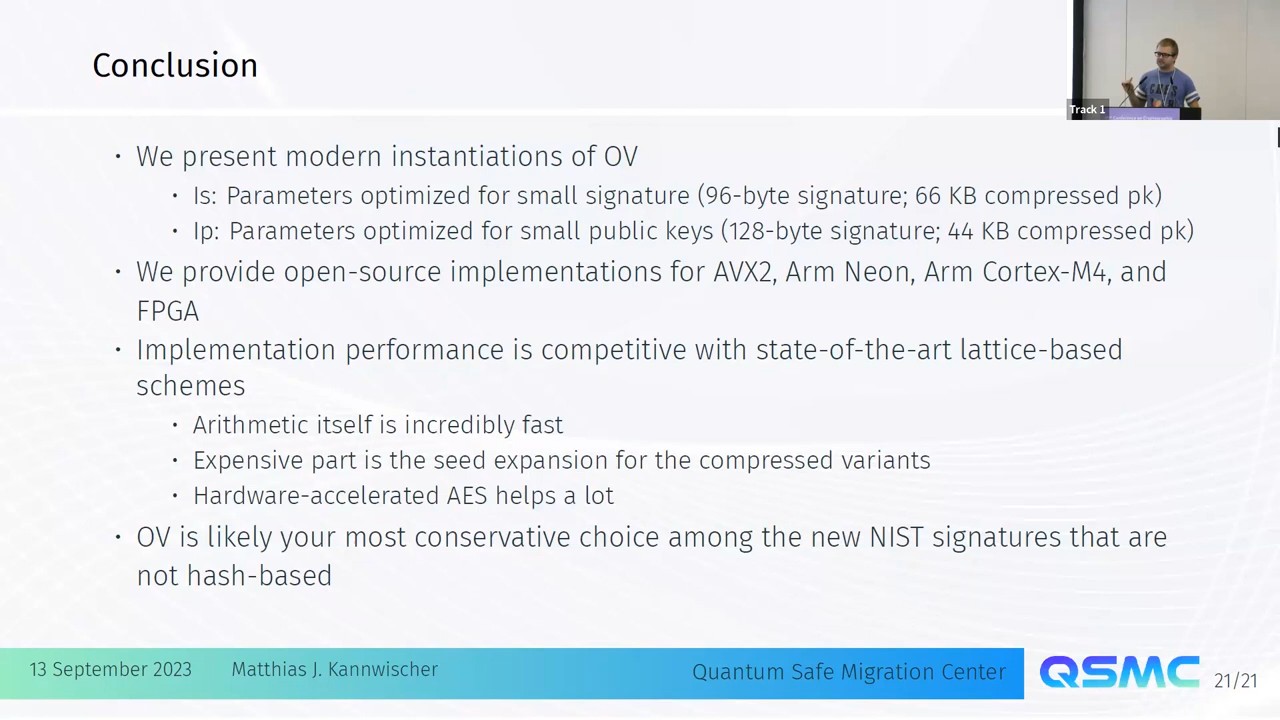 Conclusion
Track 1
· We present modern instantiations of OV
· Is: Parameters optimized for small signature (96-byte signature; 66 KB compressed pk)
· Ip: Parameters optimized for small public keys (128-byte signature; 44 KB compressed pk)
· We provide open-source implementations for AVX2, Arm Neon, Arm Cortex-M4, and
FPGA
· Implementation performance is competitive with state-of-the-art lattice-based
schemes
· Arithmetic itself is incredibly fast
· Expensive part is the seed expansion for the compressed variants
· Hardware-accelerated AES helps a lot
· OV is likely your most conservative choice among the new NIST signatures that are
not hash-based
13 September 2023 Matthias J. Kannwischer Quantum Safe Migration Center QSMC 21/21